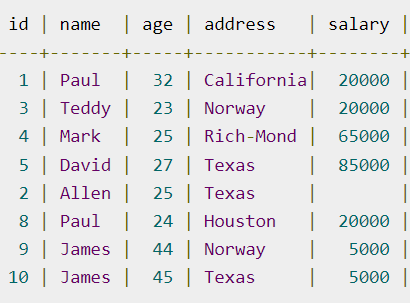 id | name  | age | address   | salary |
----+-------+-----+-----------+--------+
1 | Paul  |  32 | California|  20000 |
3 | Teddy |  23 | Norway    |  20000 |
4 | Mark  |  25 | Rich-Mond |  65000 |
5 | David |  27 | Texas     |  85000 |
2 | Allen |  25 | Texas     |        |
8 | Paul  |  24 | Houston   |  20000 |
9 | James |  44 | Norway    |   5000 |
10 | James |  45 | Texas     |   5000 |